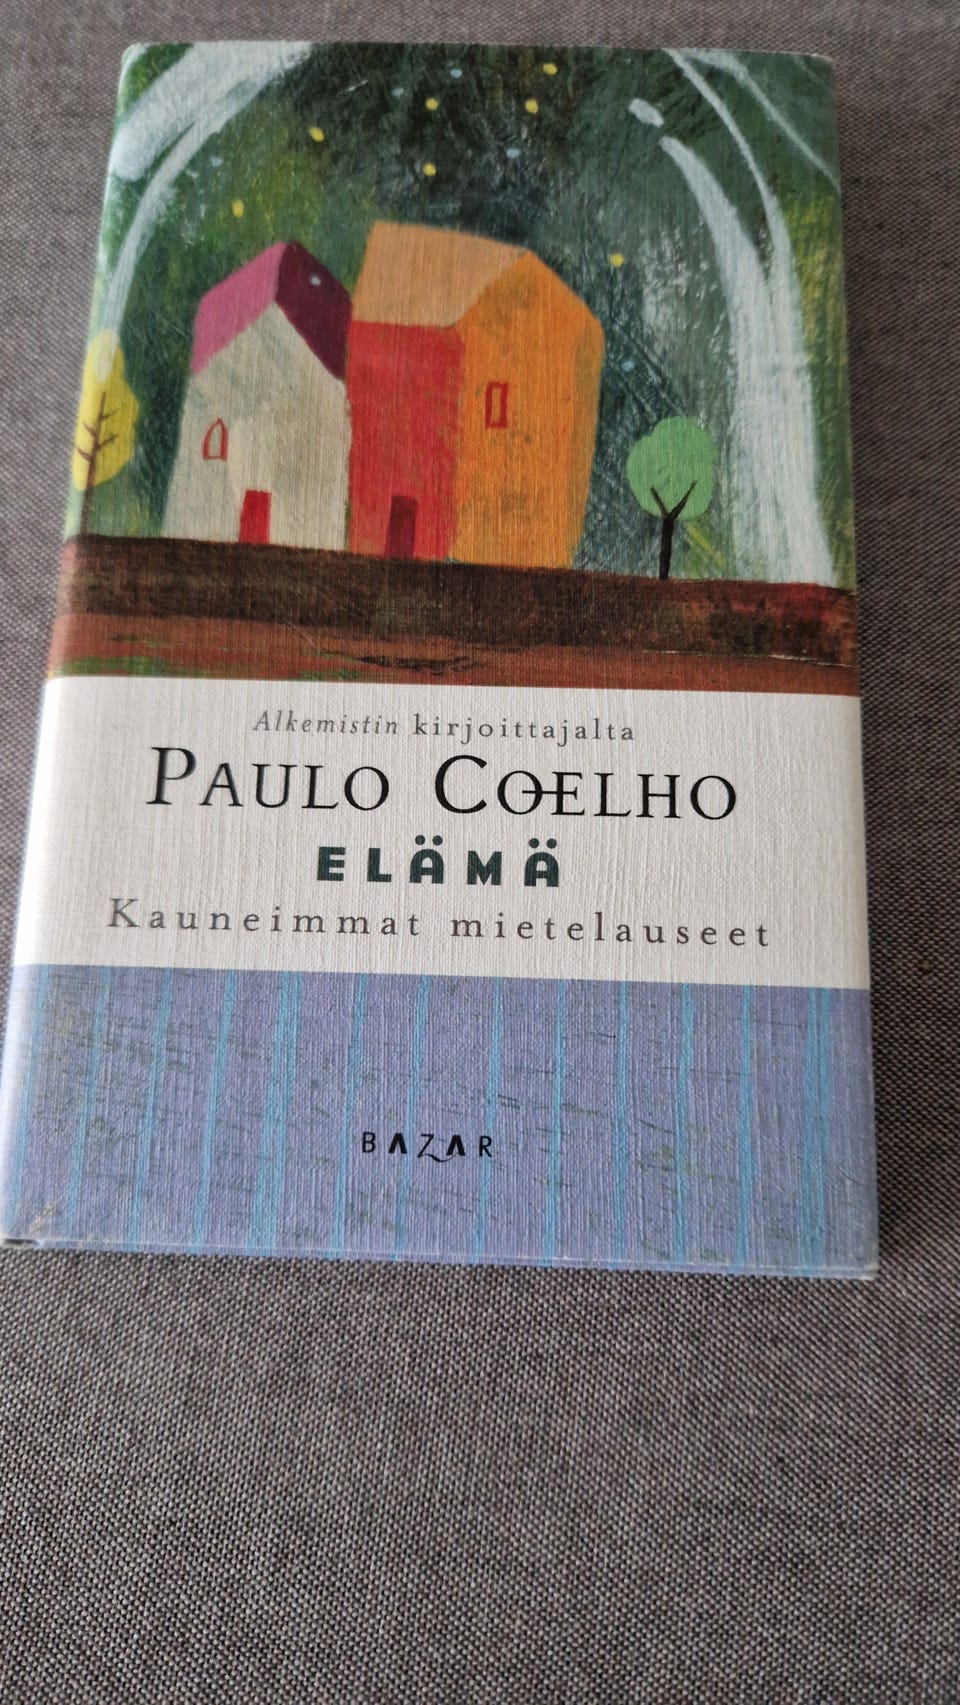 Alkemistin kirjoittajalta
PAULO COELHO
ELÄMÄ
Kauneimmat mietelauseet
BAZAR